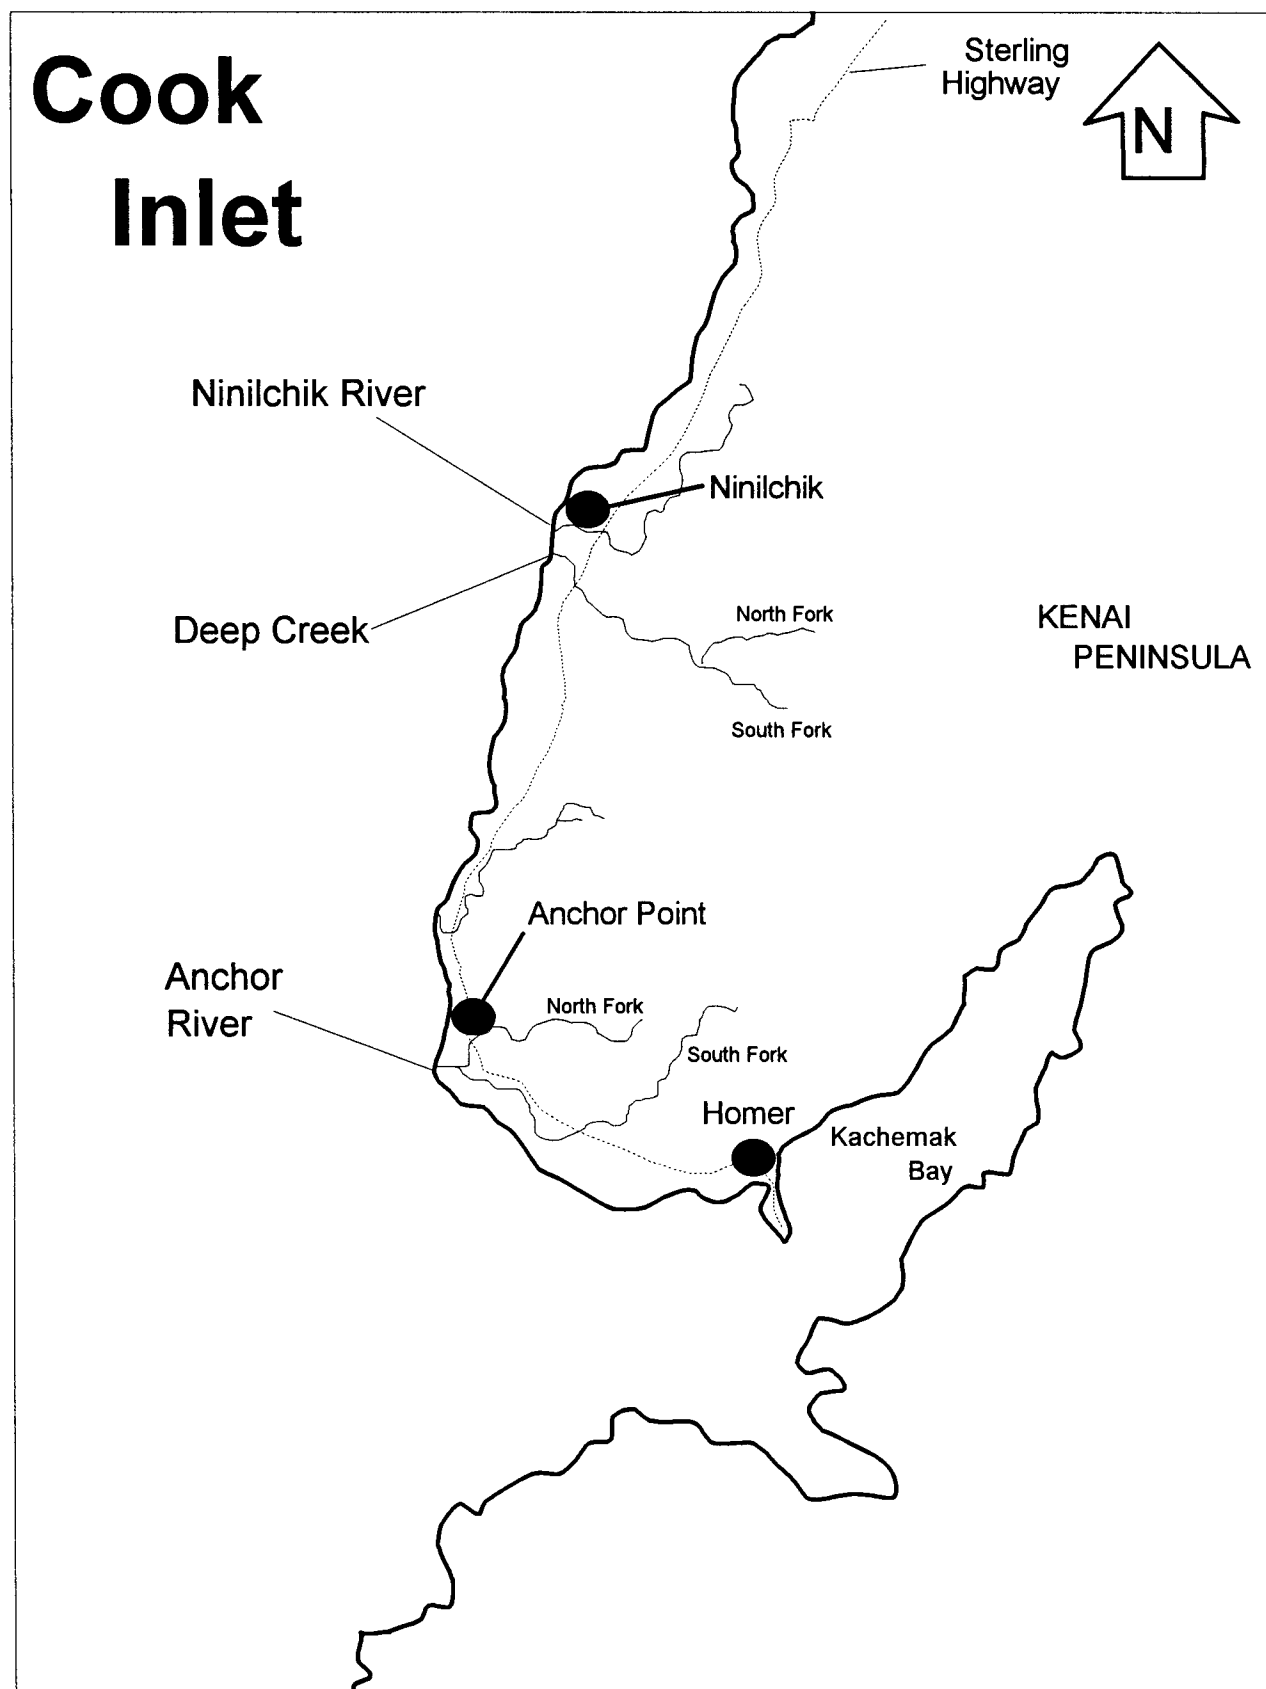 Cook
Inlet
Sterling
Highway
N
Ninilchik River
Ninilchik
Deep Creek
North Fork
KENAI
PENINSULA
South Fork
Anchor Point
Anchor
River
North Fork
South Fork
Homer
Kachemak
Bay